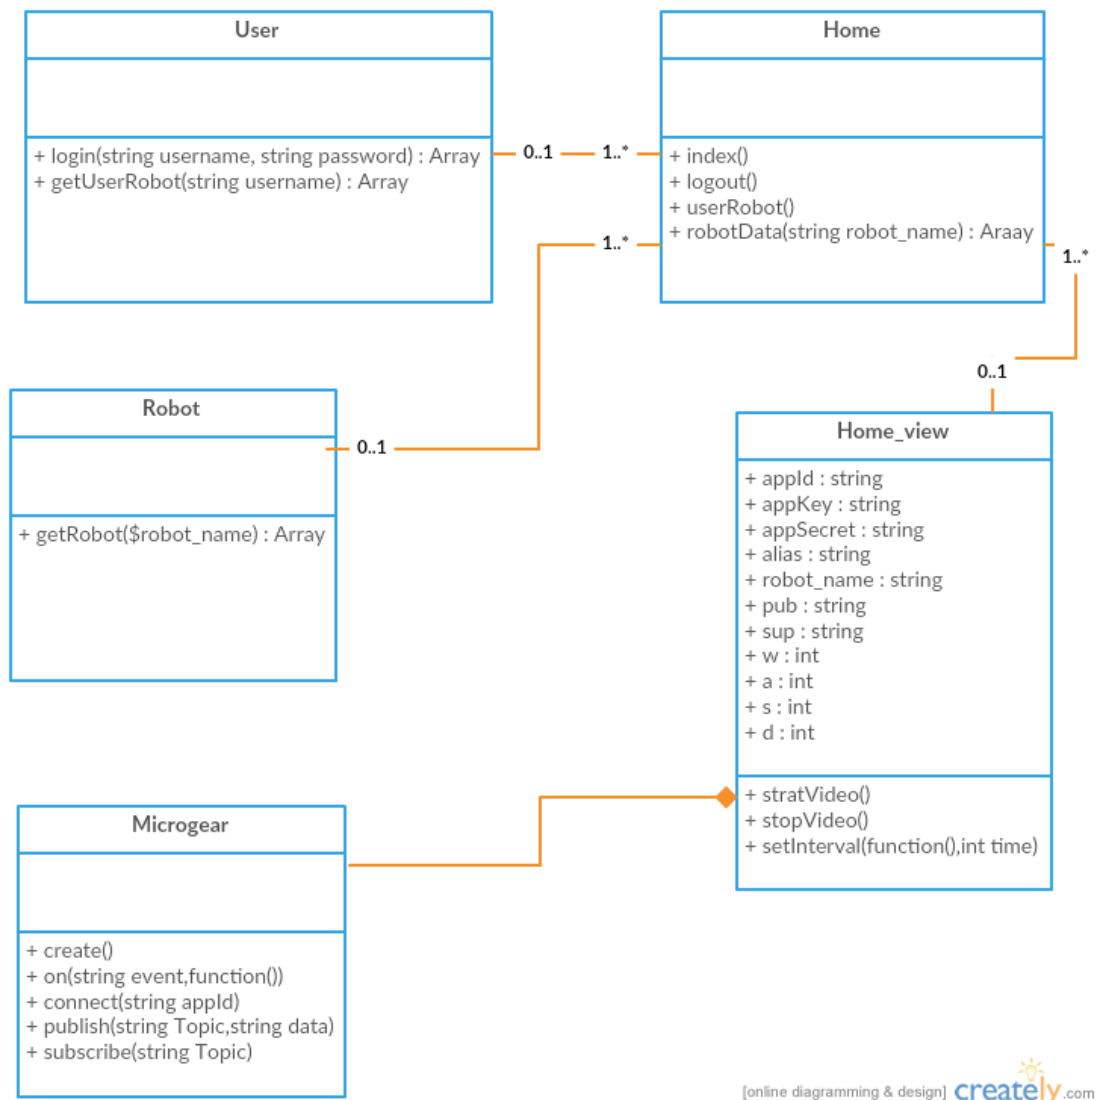 User
+ login(string username, string password) : Array
+ getUserRobot(string username) : Array
0..1
1..*
Home
+ index()
+ logout()
+ userRobot()
+ robotData(string robot_name) : Araay
1..*
1..*
0..1
Robot
+ getRobot($robot_name) : Array
0..1
Home_view
+ appId : string
+ appKey : string
+ appSecret : string
+ alias : string
+ robot_name : string
+ pub : string
+ sup : string
+ w : int
+ a : int
+ s : int
+ d : int
+ stratVideo()
+ stopVideo()
+ setInterval(function(),int time)
Microgear
+ create()
+ on(string event,function())
+ connect(string appId)
+ publish(string Topic,string data)
+ subscribe(string Topic)
[online diagramming & design] creately.com